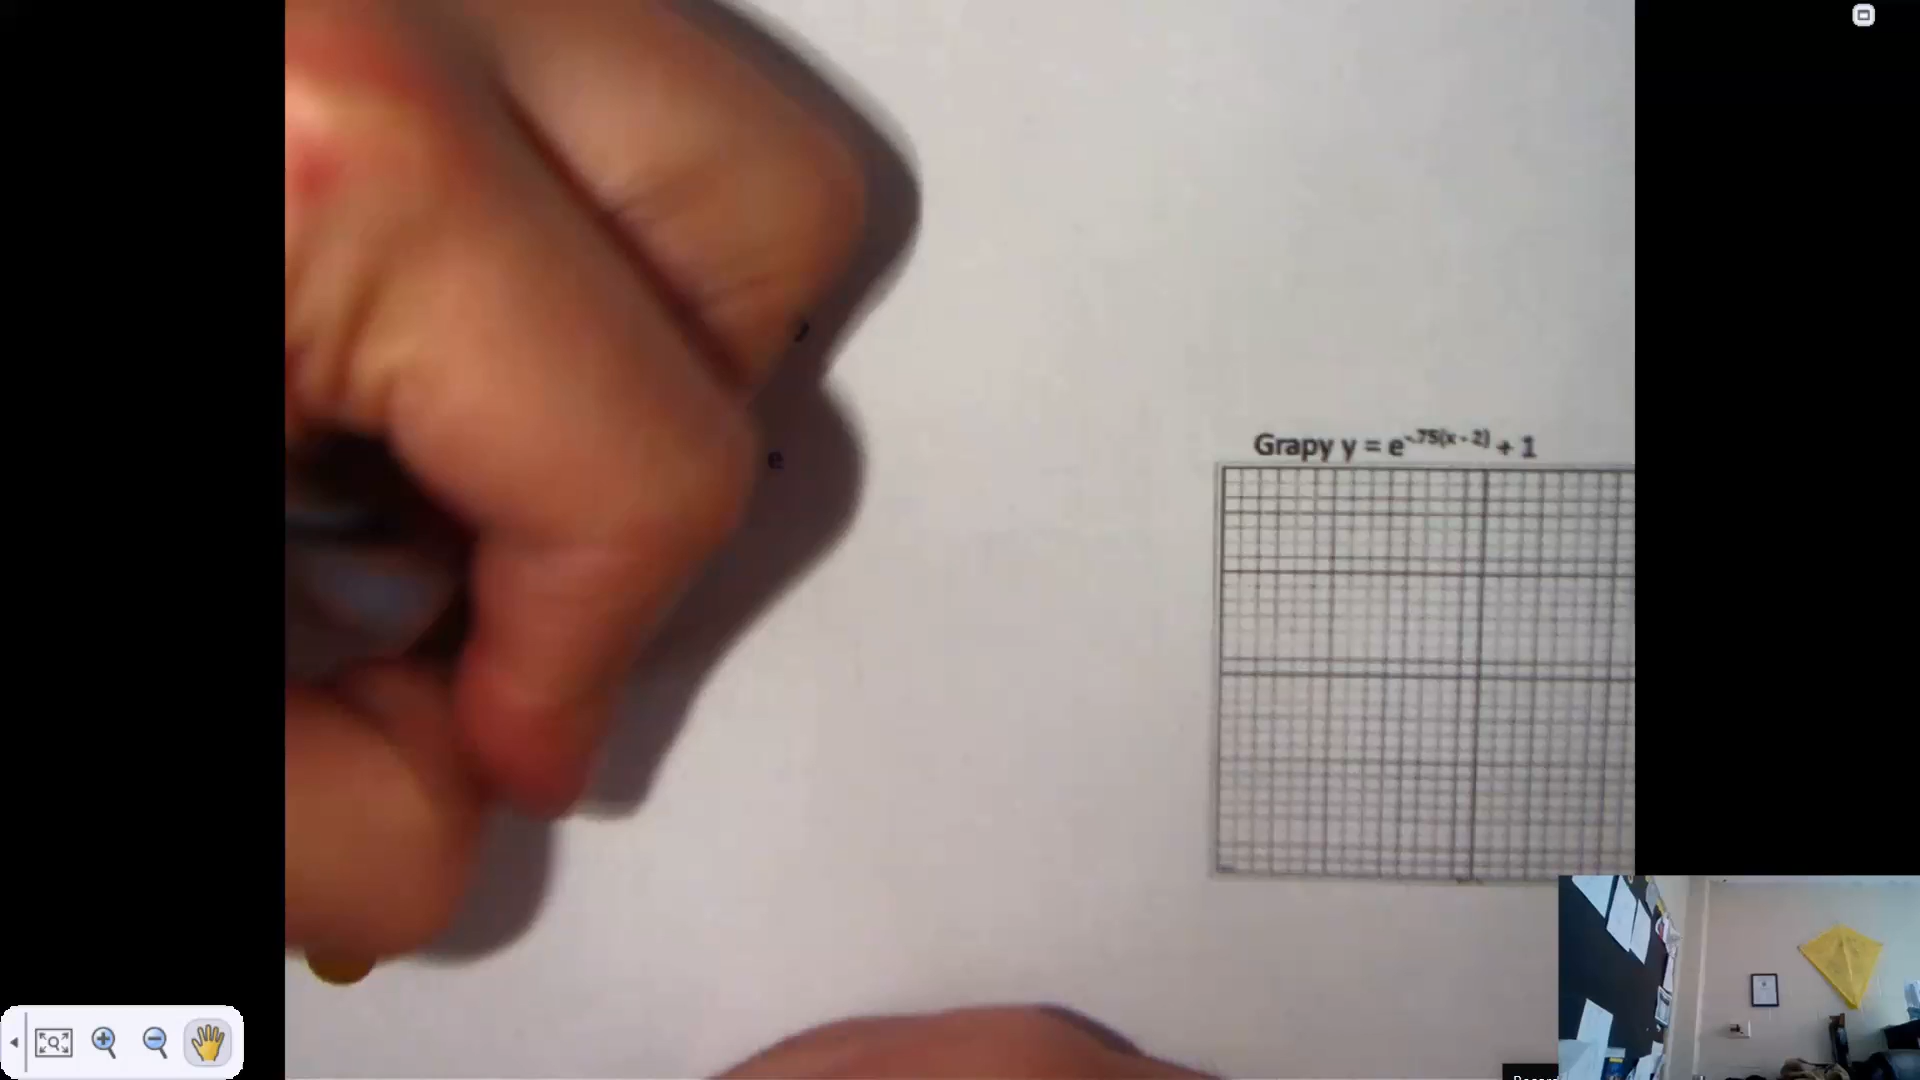 e
Grapy y = e^-.75(x - 2) + 1